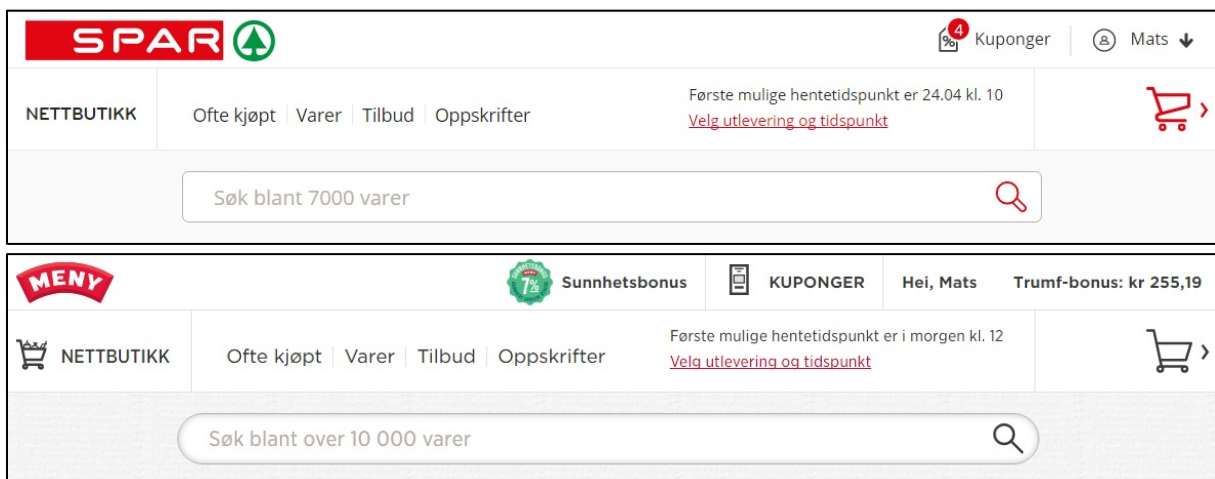 SPAR
4
%
Kuponger
Mats
NETTBUTIKK
Ofte kjøpt Varer Tilbud Oppskrifter
Første mulige hentetidspunkt er 24.04 kl. 10
Velg utlevering og tidspunkt
Søk blant 7000 varer
MENY
7%
Sunnhetsbonus
KUPONGER
Hei, Mats
Trumf-bonus: kr 255,19
NETTBUTIKK
Ofte kjøpt Varer Tilbud Oppskrifter
Første mulige hentetidspunkt er i morgen kl. 12
Velg utlevering og tidspunkt
Søk blant over 10 000 varer